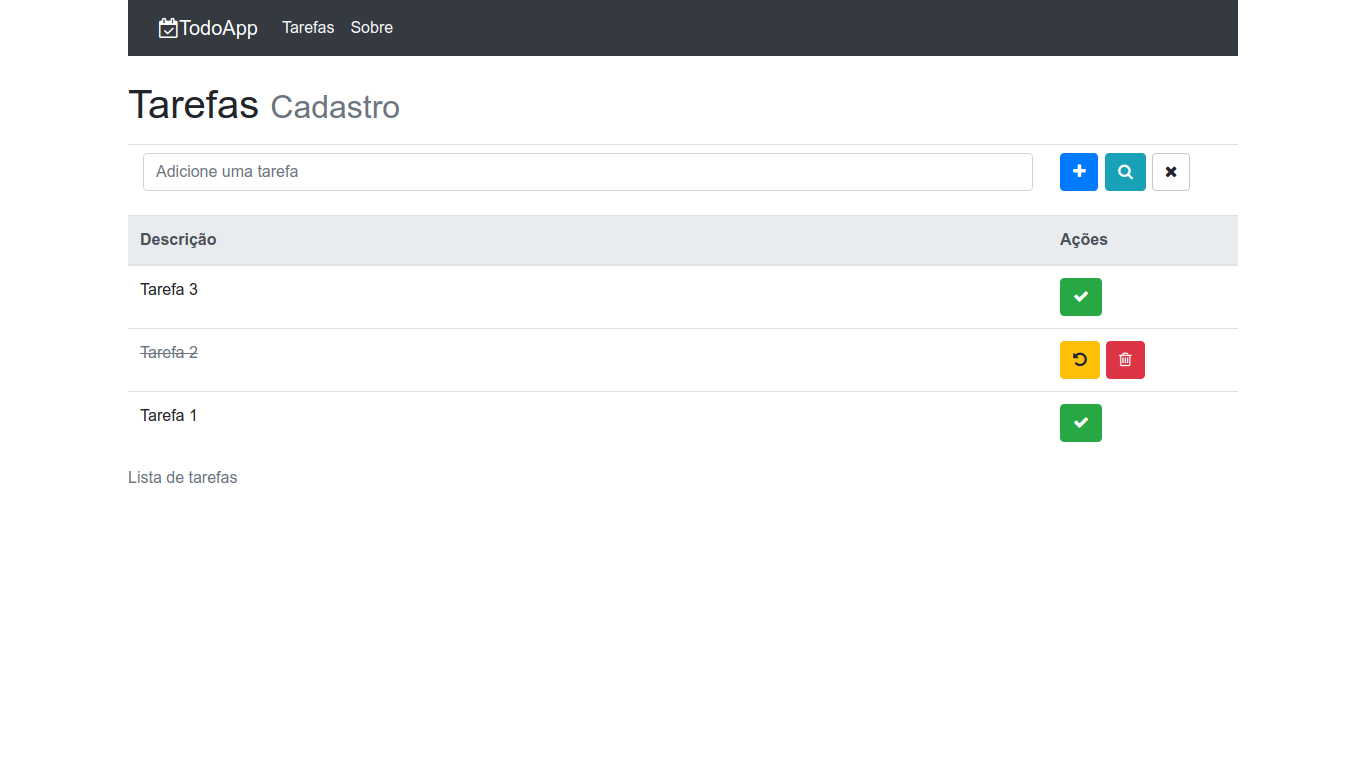 TodoApp Tarefas Sobre
Tarefas Cadastro
Adicione uma tarefa
Descrição Ações
Tarefa 3
Tarefa 2
Tarefa 1
Lista de tarefas